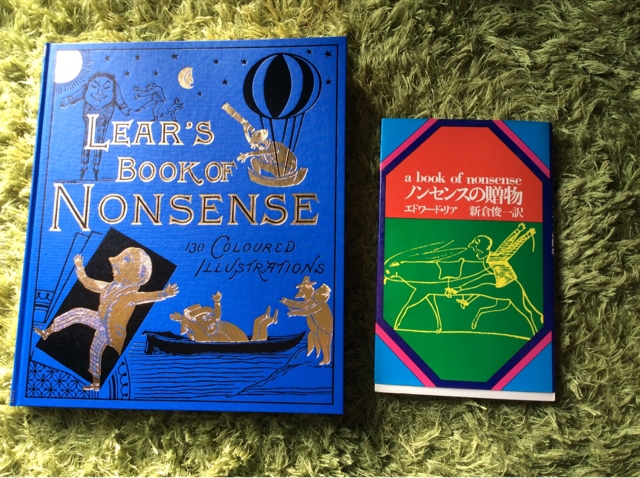 LEAR'S
BOOK OF
NONSENSE
130 COLOURED
ILLUSTRATIONS
a book of nonsense
ノンセンスの贈物
エドワード・リア 新倉俊一訳